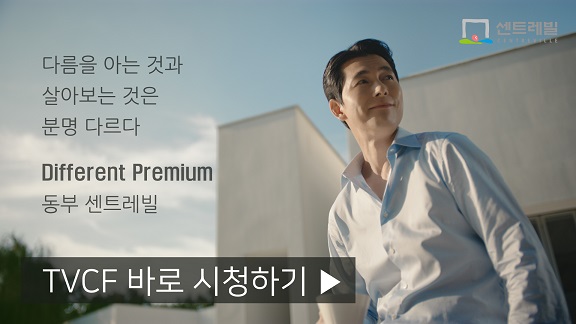 센트레빌
CENTREVILLE
다름을 아는 것과
살아보는 것은
분명 다르다
Different Premium
동부 센트레빌
TVCF 바로 시청하기 ▶